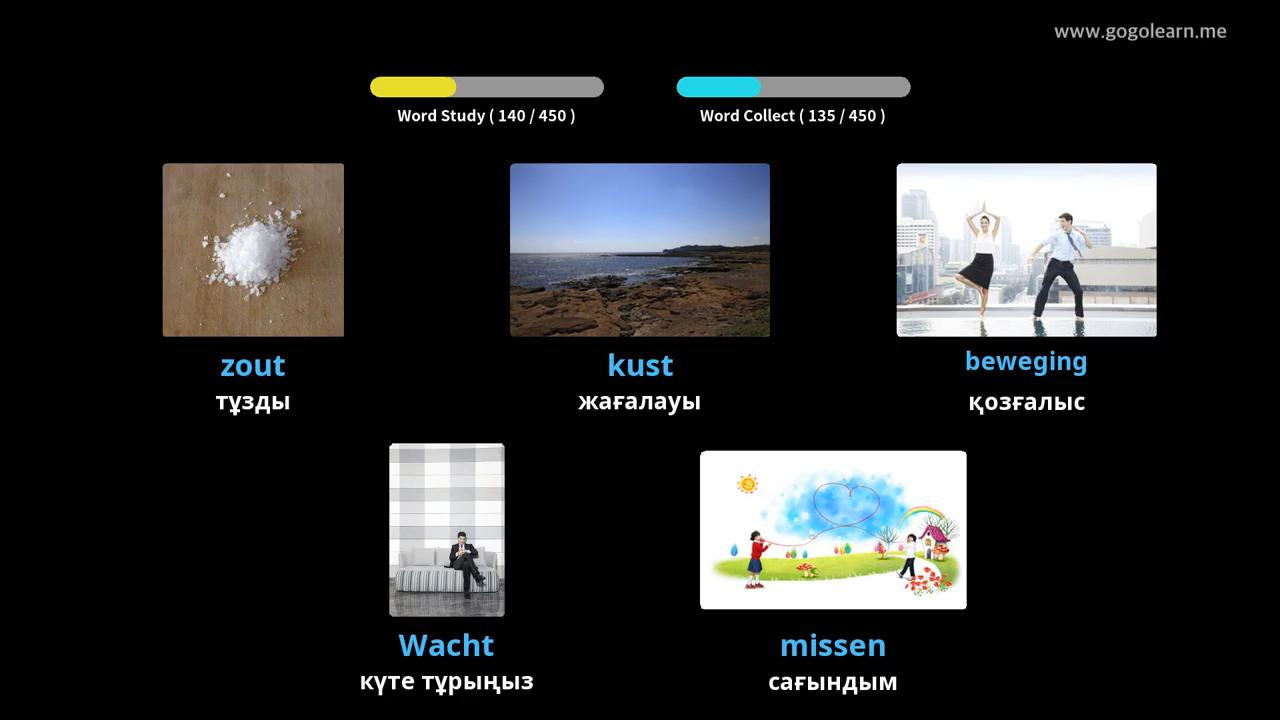 www.gogolearn.me
Word Study ( 140 / 450 )
Word Collect ( 135 / 450 )
zout
тұзды
kust
жағалауы
beweging
қозғалыс
Wacht
күте тұрыңыз
missen
сағындым